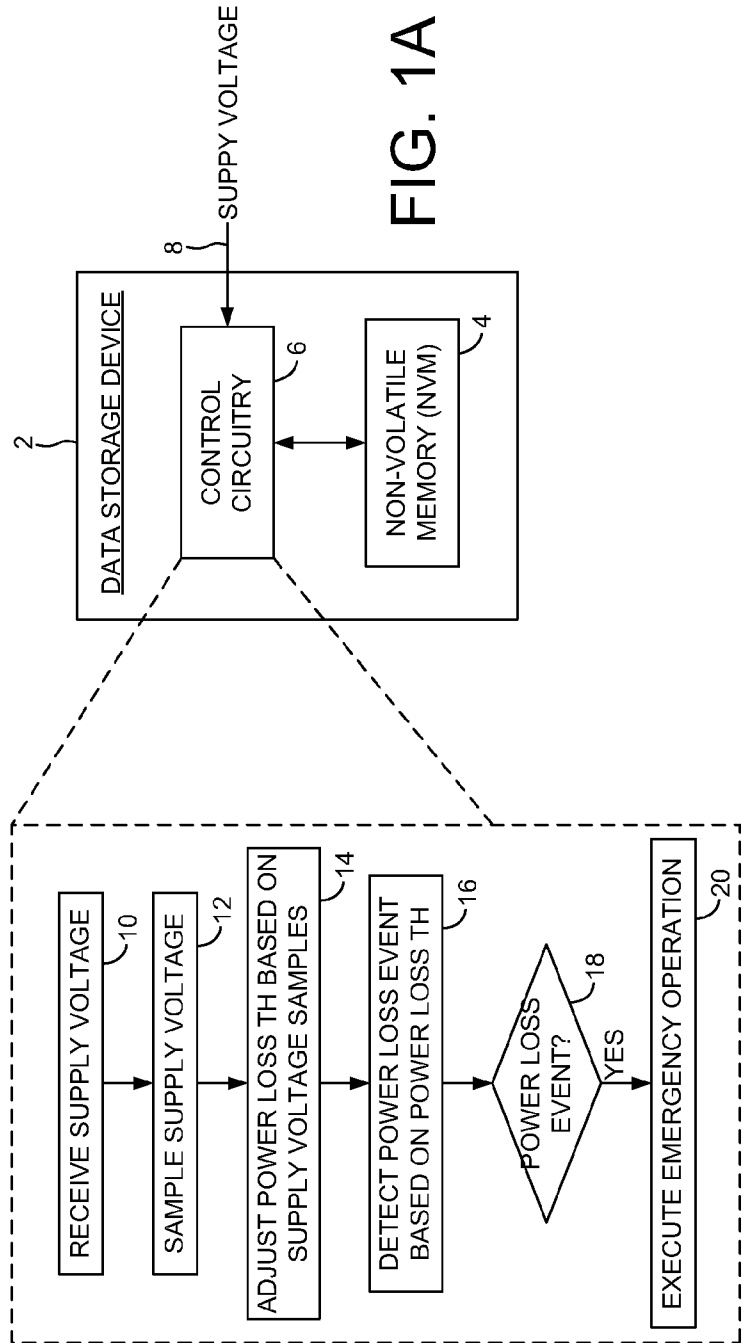 2
DATA STORAGE DEVICE
CONTROL
CIRCUITRY
6
8
SUPPY VOLTAGE
NON-VOLATILE
MEMORY (NVM)
4
RECEIVE SUPPLY VOLTAGE
10
SAMPLE SUPPLY VOLTAGE
12
ADJUST POWER LOSS TH BASED ON
SUPPLY VOLTAGE SAMPLES
14
DETECT POWER LOSS EVENT
BASED ON POWER LOSS TH
16
POWER LOSS
EVENT?
18
YES
EXECUTE EMERGENCY OPERATION
20
FIG. 1A